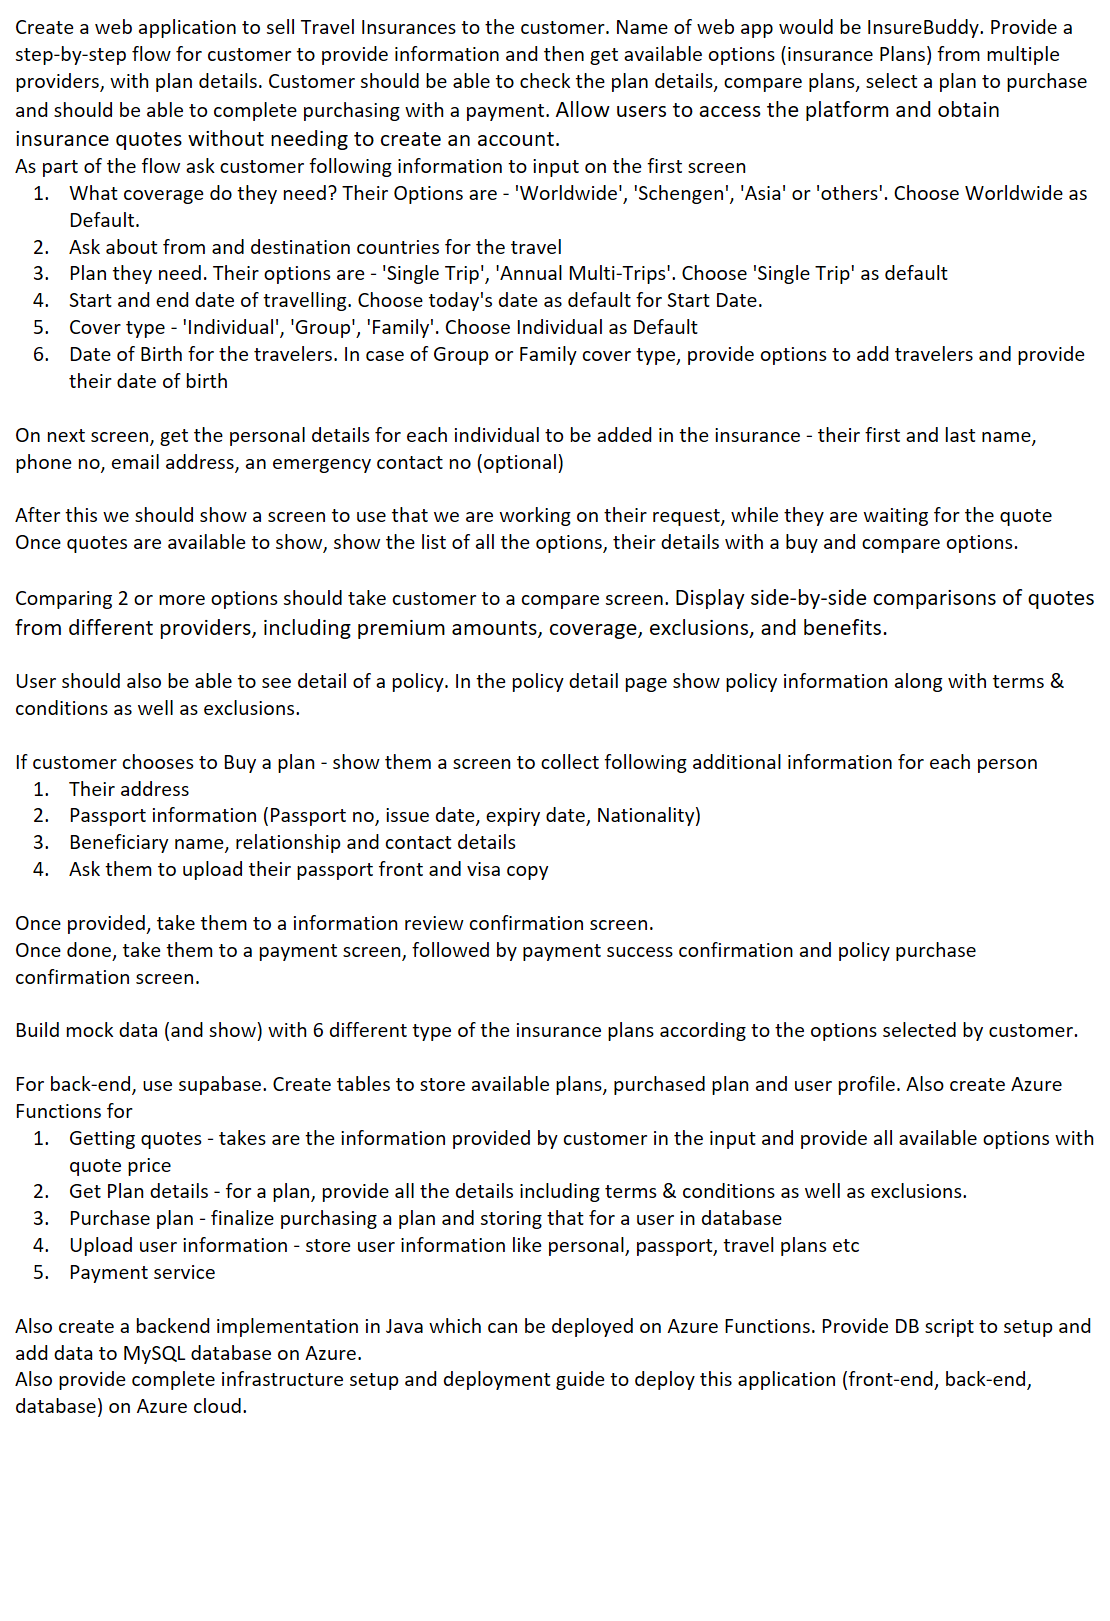 Create a web application to sell Travel Insurances to the customer. Name of web app would be InsureBuddy. Provide a
step-by-step flow for customer to provide information and then get available options (insurance Plans) from multiple
providers, with plan details. Customer should be able to check the plan details, compare plans, select a plan to purchase
and should be able to complete purchasing with a payment. Allow users to access the platform and obtain
insurance quotes without needing to create an account.
As part of the flow ask customer following information to input on the first screen
1. What coverage do they need? Their Options are - 'Worldwide', 'Schengen', 'Asia' or 'others'. Choose Worldwide as
Default.
2. Ask about from and destination countries for the travel
3. Plan they need. Their options are - 'Single Trip', 'Annual Multi-Trips'. Choose 'Single Trip' as default
4. Start and end date of travelling. Choose today's date as default for Start Date.
5. Cover type - 'Individual', 'Group', 'Family'. Choose Individual as Default
6. Date of Birth for the travelers. In case of Group or Family cover type, provide options to add travelers and provide
their date of birth
On next screen, get the personal details for each individual to be added in the insurance - their first and last name,
phone no, email address, an emergency contact no (optional)
After this we should show a screen to use that we are working on their request, while they are waiting for the quote
Once quotes are available to show, show the list of all the options, their details with a buy and compare options.
Comparing 2 or more options should take customer to a compare screen. Display side-by-side comparisons of quotes
from different providers, including premium amounts, coverage, exclusions, and benefits.
User should also be able to see detail of a policy. In the policy detail page show policy information along with terms &
conditions as well as exclusions.
If customer chooses to Buy a plan - show them a screen to collect following additional information for each person
1. Their address
2. Passport information (Passport no, issue date, expiry date, Nationality)
3. Beneficiary name, relationship and contact details
4. Ask them to upload their passport front and visa copy
Once provided, take them to a information review confirmation screen.
Once done, take them to a payment screen, followed by payment success confirmation and policy purchase
confirmation screen.
Build mock data (and show) with 6 different type of the insurance plans according to the options selected by customer.
For back-end, use supabase. Create tables to store available plans, purchased plan and user profile. Also create Azure
Functions for
1. Getting quotes - takes are the information provided by customer in the input and provide all available options with
quote price
2. Get Plan details - for a plan, provide all the details including terms & conditions as well as exclusions.
3. Purchase plan - finalize purchasing a plan and storing that for a user in database
4. Upload user information - store user information like personal, passport, travel plans etc
5. Payment service
Also create a backend implementation in Java which can be deployed on Azure Functions. Provide DB script to setup and
add data to MySQL database on Azure.
Also provide complete infrastructure setup and deployment guide to deploy this application (front-end, back-end,
database) on Azure cloud.